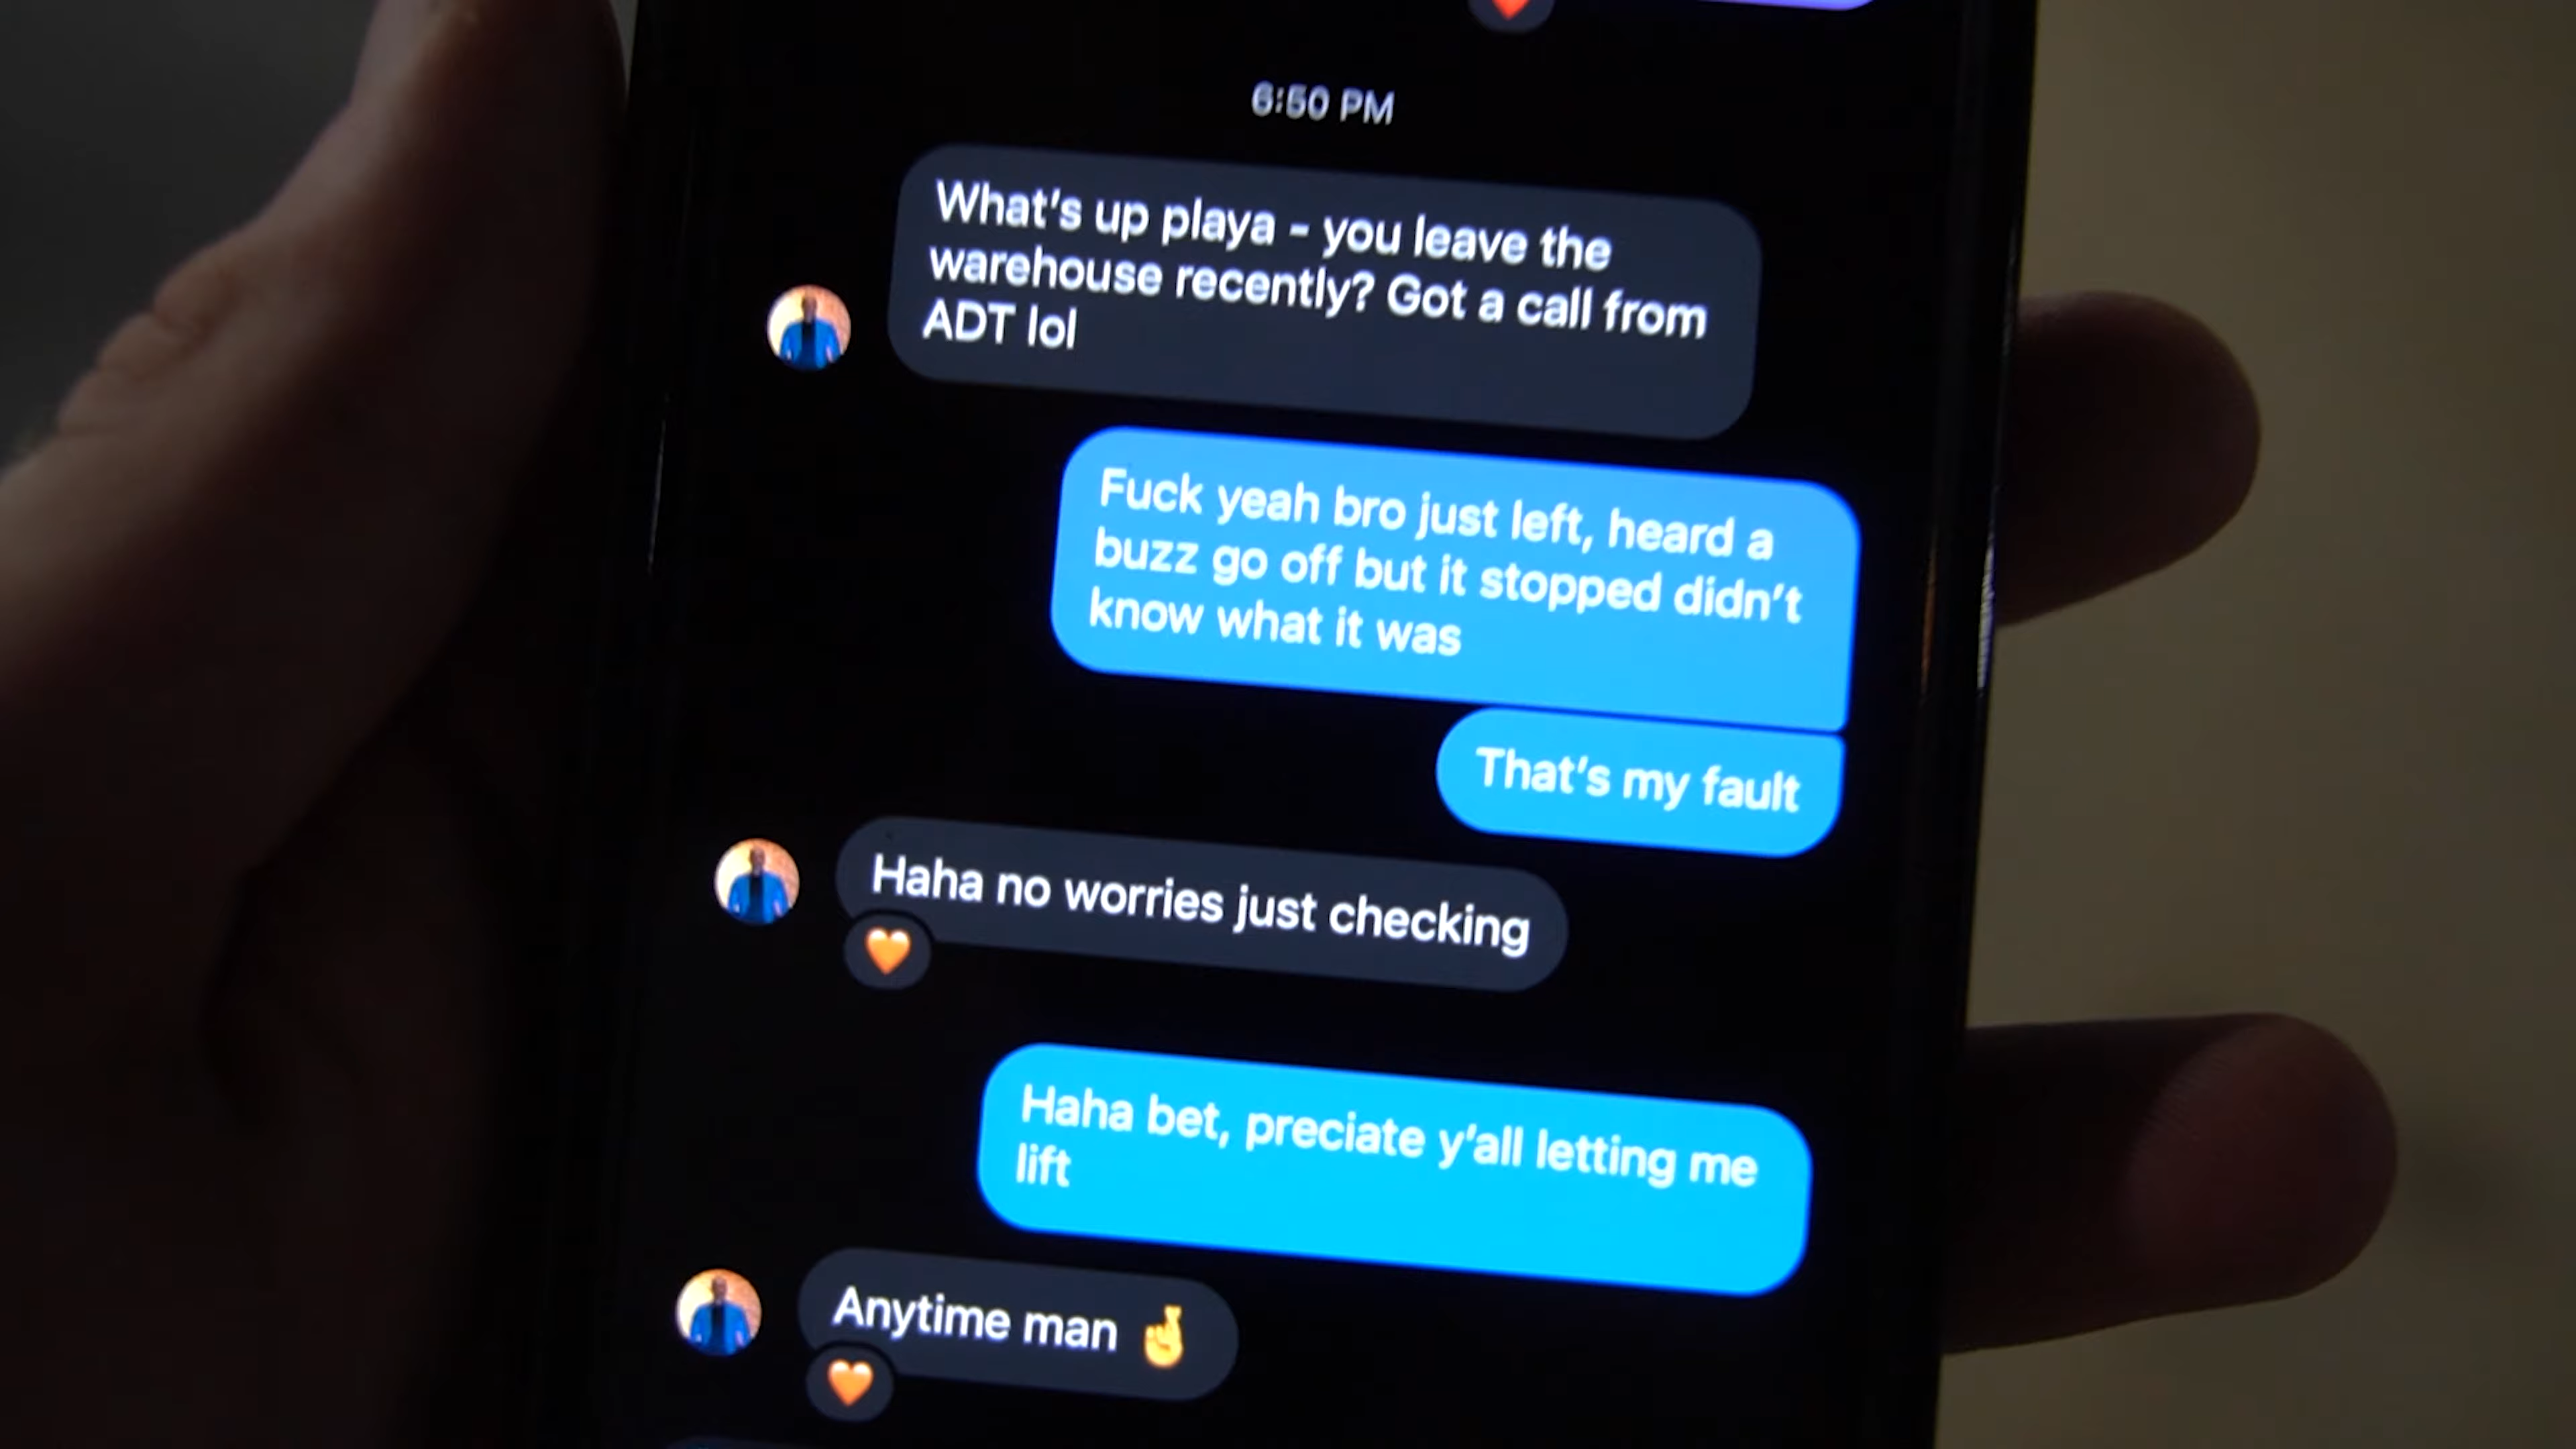 6:50 PM
What's up playa - you leave the
warehouse recently? Got a call from
ADT lol
Fuck yeah bro just left, heard a
buzz go off but it stopped didn't
know what it was
That's my fault
Haha no worries just checking
🧡
Haha bet, preciate y'all letting me
lift
Anytime man 🤞
🧡